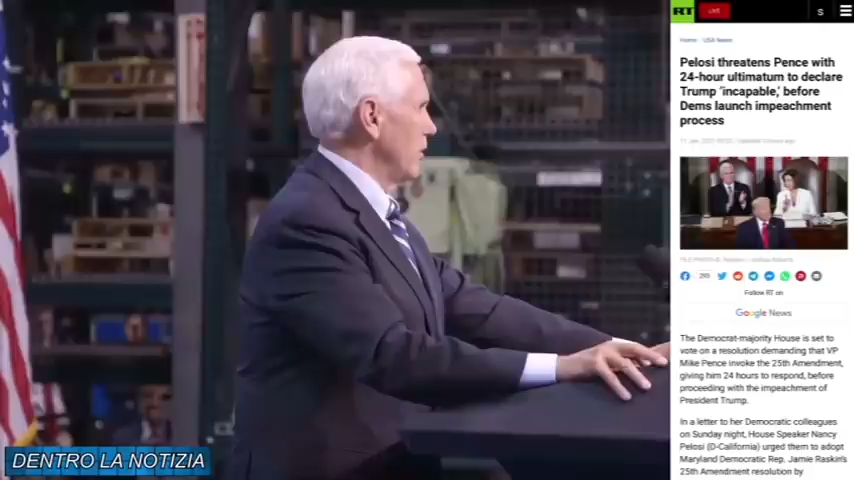 RT
LIVE
S
Home
USA News
Pelosi threatens Pence with
24-hour ultimatum to declare
Trump 'incapable,' before
Dems launch impeachment
process
299
Follow RT on
Google News
The Democrat-majority House is set to
vote on a resolution demanding that VP
Mike Pence invoke the 25th Amendment,
giving him 24 hours to respond, before
proceeding with the impeachment of
President Trump.
In a letter to her Democratic colleagues
on Sunday night, House Speaker Nancy
Pelosi (D-California) urged them to adopt
Maryland Democratic Rep. Jamie Raskin's
25th Amendment resolution by
DENTRO LA NOTIZIA